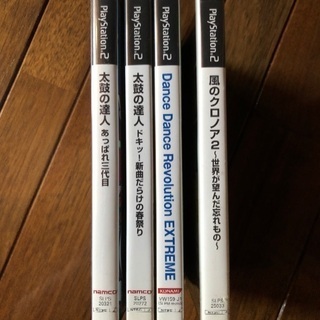 PlayStation.2
太鼓の達人 あっぱれ三代目
namco
PlayStation.2
太鼓の達人 ドキッ!新曲だらけの春祭り
SLPS
namco
PlayStation.2
Dance Dance Revolution EXTREME
KONAMI
PlayStation.2
風のクロノア2~世界が望んだ忘れもの~
SLPS
25033